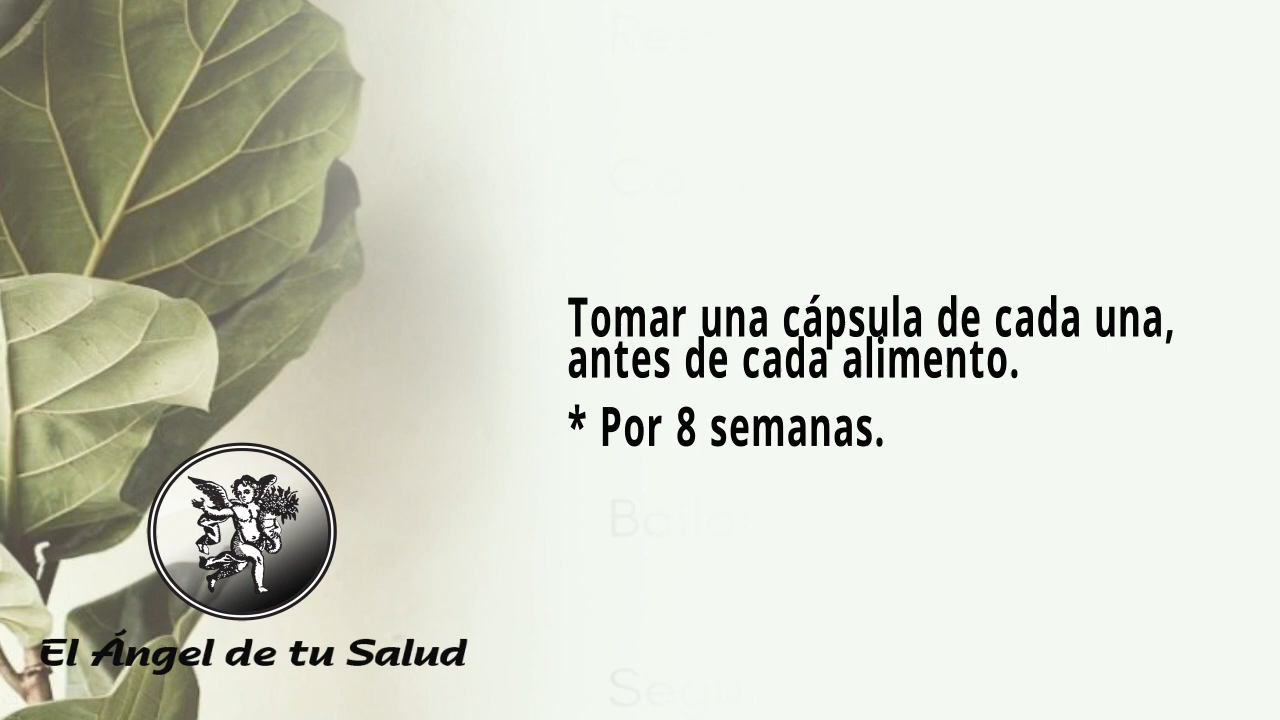 Tomar una cápsula de cada una,
antes de cada alimento.
* Por 8 semanas.
El Ángel de tu Salud